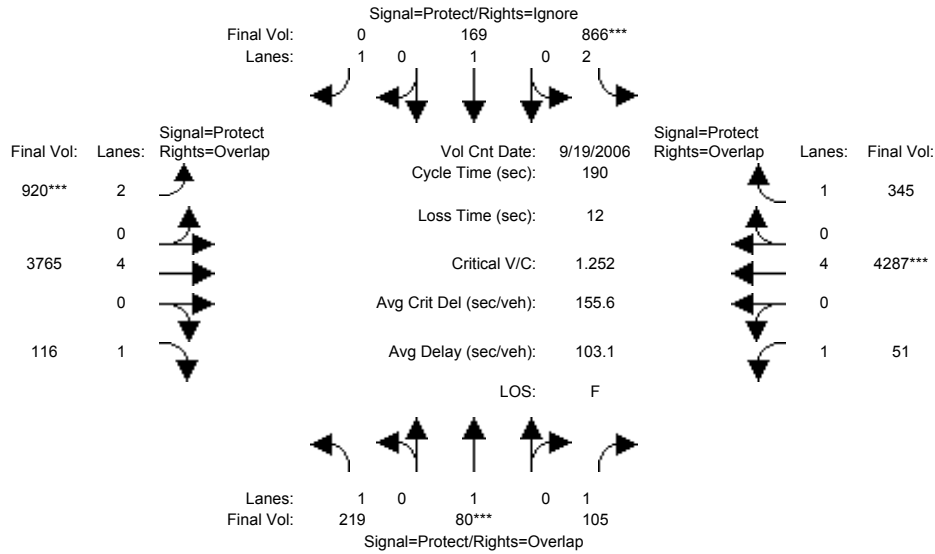 Signal=Protect/Rights=Ignore
Final Vol: 0 169 866***
Lanes: 1 0 1 0 2
Signal=Protect
Final Vol: Lanes: Rights=Overlap
Vol Cnt Date: 9/19/2006
Signal=Protect
Rights=Overlap Lanes: Final Vol:
920*** 2
Cycle Time (sec): 190
1 345
0
Loss Time (sec): 12
0
3765 4
Critical V/C: 1.252
4 4287***
0
Avg Crit Del (sec/veh): 155.6
0
116 1
Avg Delay (sec/veh): 103.1
1 51
LOS: F
Lanes: 1 0 1 0 1
Final Vol: 219 80*** 105
Signal=Protect/Rights=Overlap